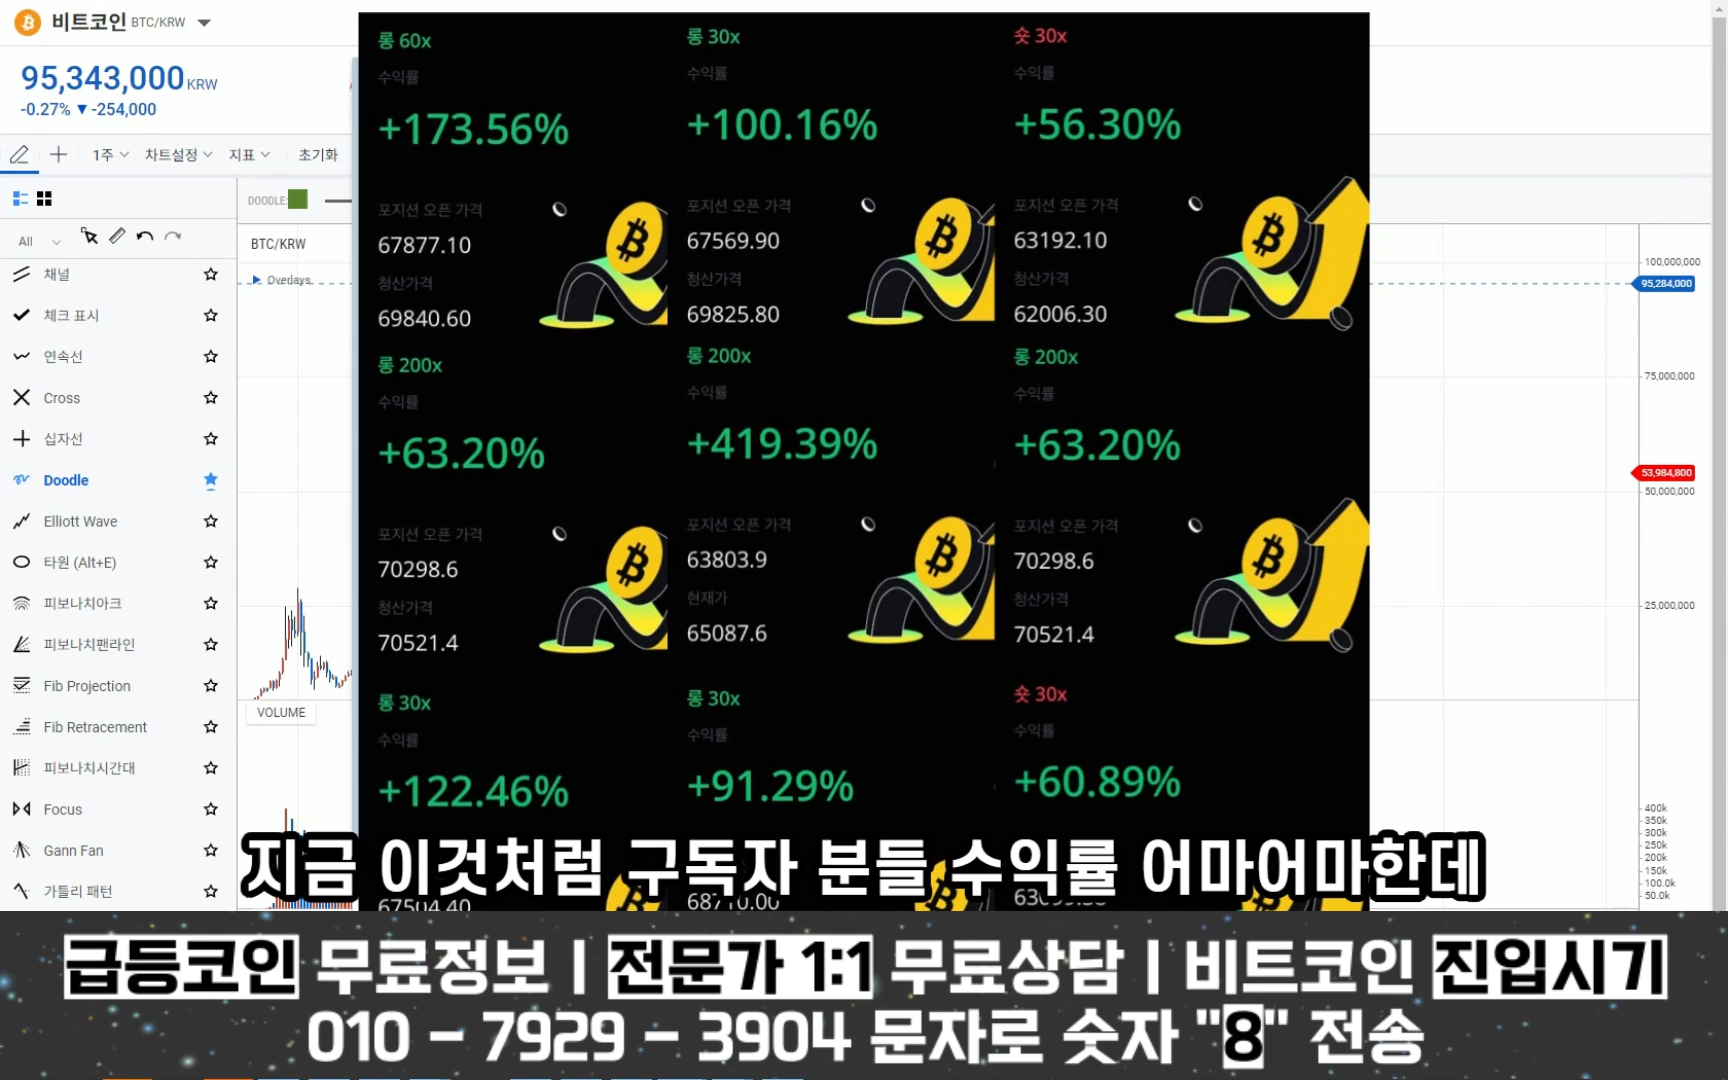 비트코인 BTC/KRW
95,343,000 KRW
-0.27% ▼ -254,000
1주 차트설정 지표 초기화
DOODLE:
All
BTC/KRW
Overlays
채널
체크 표시
연속선
Cross
십자선
Doodle
Elliott Wave
타원 (Alt+E)
피보나치아크
피보나치팬라인
Fib Projection
Fib Retracement
피보나치시간대
Focus
Gann Fan
가틀리 패턴
VOLUME
롱 60x
수익률
+173.56%
포지션 오픈 가격
67877.10
청산가격
69840.60
롱 30x
수익률
+100.16%
포지션 오픈 가격
67569.90
청산가격
69825.80
숏 30x
수익률
+56.30%
포지션 오픈 가격
63192.10
청산가격
62006.30
롱 200x
수익률
+63.20%
포지션 오픈 가격
70298.6
청산가격
70521.4
롱 200x
수익률
+419.39%
포지션 오픈 가격
63803.9
현재가
65087.6
롱 200x
수익률
+63.20%
포지션 오픈 가격
70298.6
청산가격
70521.4
롱 30x
수익률
+122.46%
67504.40
롱 30x
수익률
+91.29%
68710.00
숏 30x
수익률
+60.89%
100,000,000
95,284,000
75,000,000
53,984,800
50,000,000
25,000,000
400k
350k
300k
250k
200k
150k
100.0k
50.0k
지금 이것처럼 구독자 분들 수익률 어마어마한데
급등코인 무료정보 | 전문가 1:1 무료상담 | 비트코인 진입시기
010 - 7929 - 3904 문자로 숫자 "8" 전송